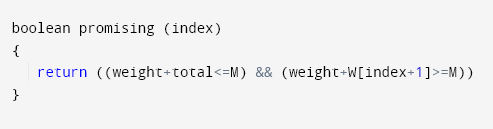 boolean promising (index)
{
return ((weight+total<=M) && (weight+W[index+1]>=M))
}